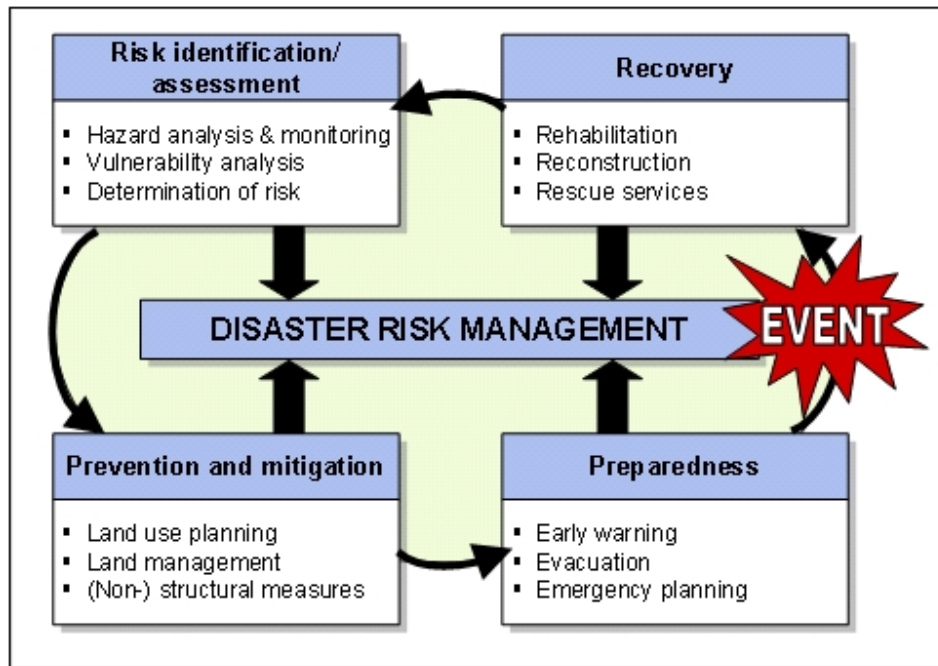 Risk identification/
assessment
▪ Hazard analysis & monitoring
▪ Vulnerability analysis
▪ Determination of risk
Recovery
▪ Rehabilitation
▪ Reconstruction
▪ Rescue services
DISASTER RISK MANAGEMENT
EVENT
Prevention and mitigation
▪ Land use planning
▪ Land management
▪ (Non-) structural measures
Preparedness
▪ Early warning
▪ Evacuation
▪ Emergency planning